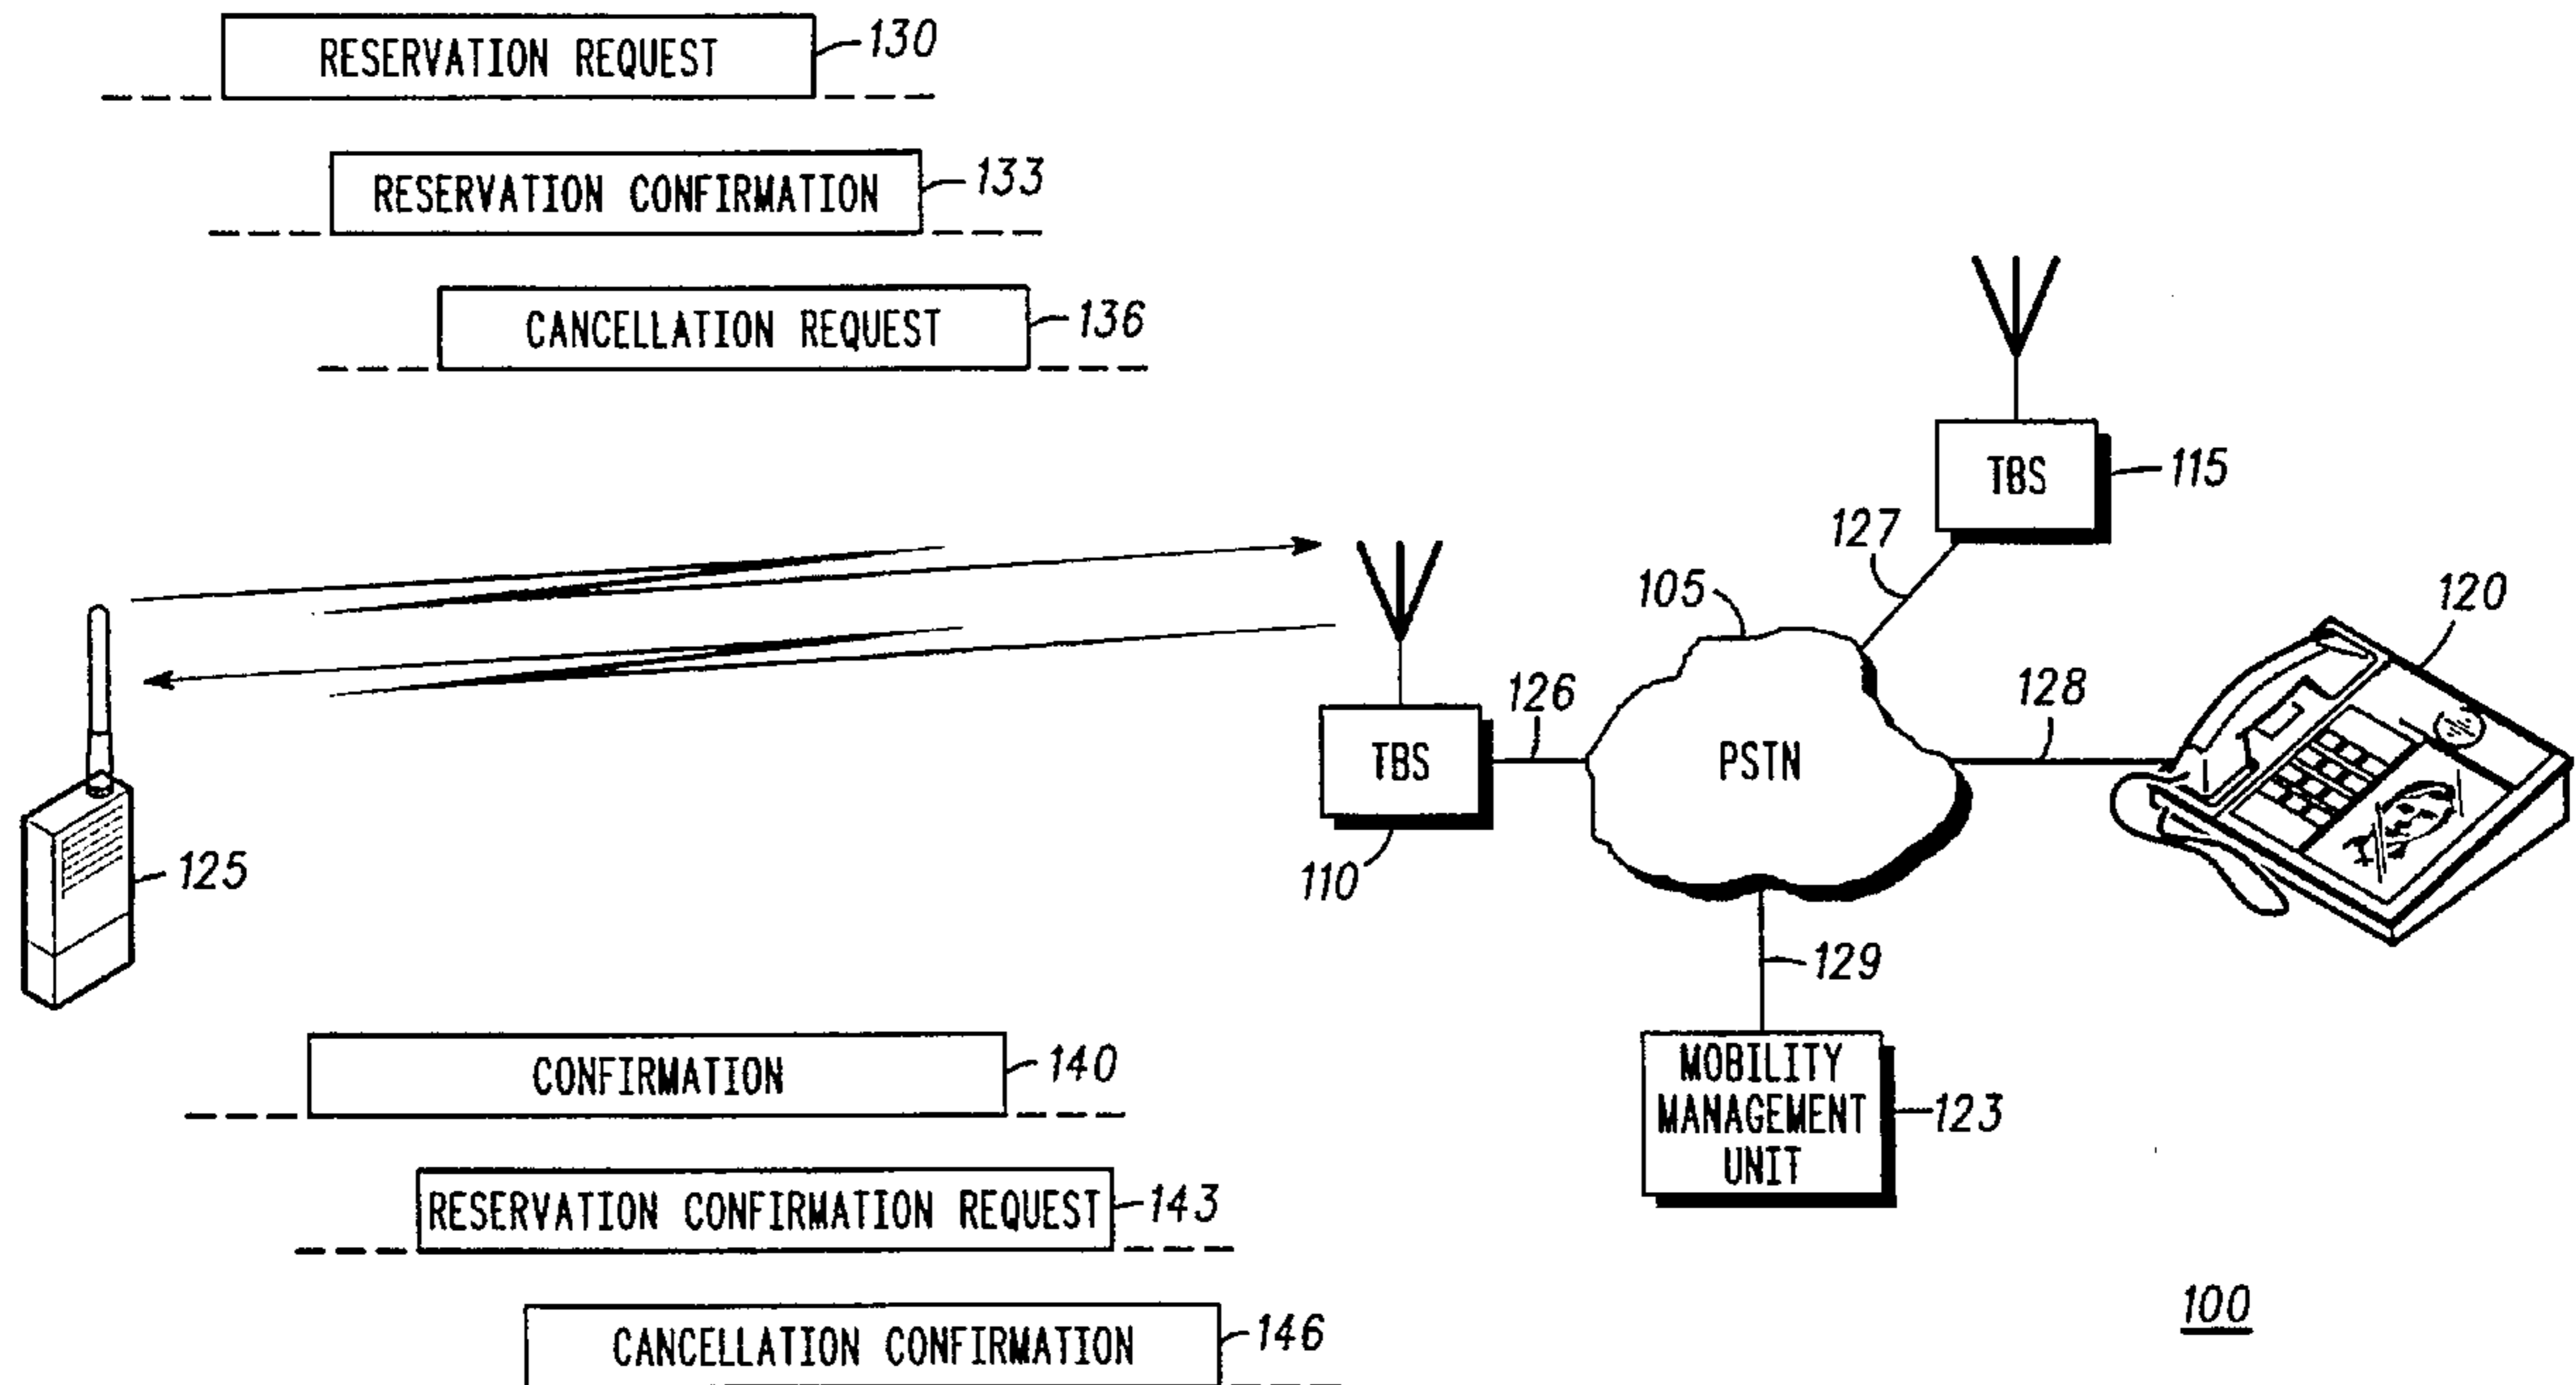 RESERVATION REQUEST 130
RESERVATION CONFIRMATION 133
CANCELLATION REQUEST 136
TBS 115
127
105
120
126
128
TBS
PSTN
110
125
129
MOBILITY
MANAGEMENT 123
UNIT
CONFIRMATION 140
RESERVATION CONFIRMATION REQUEST 143
CANCELLATION CONFIRMATION 146
100